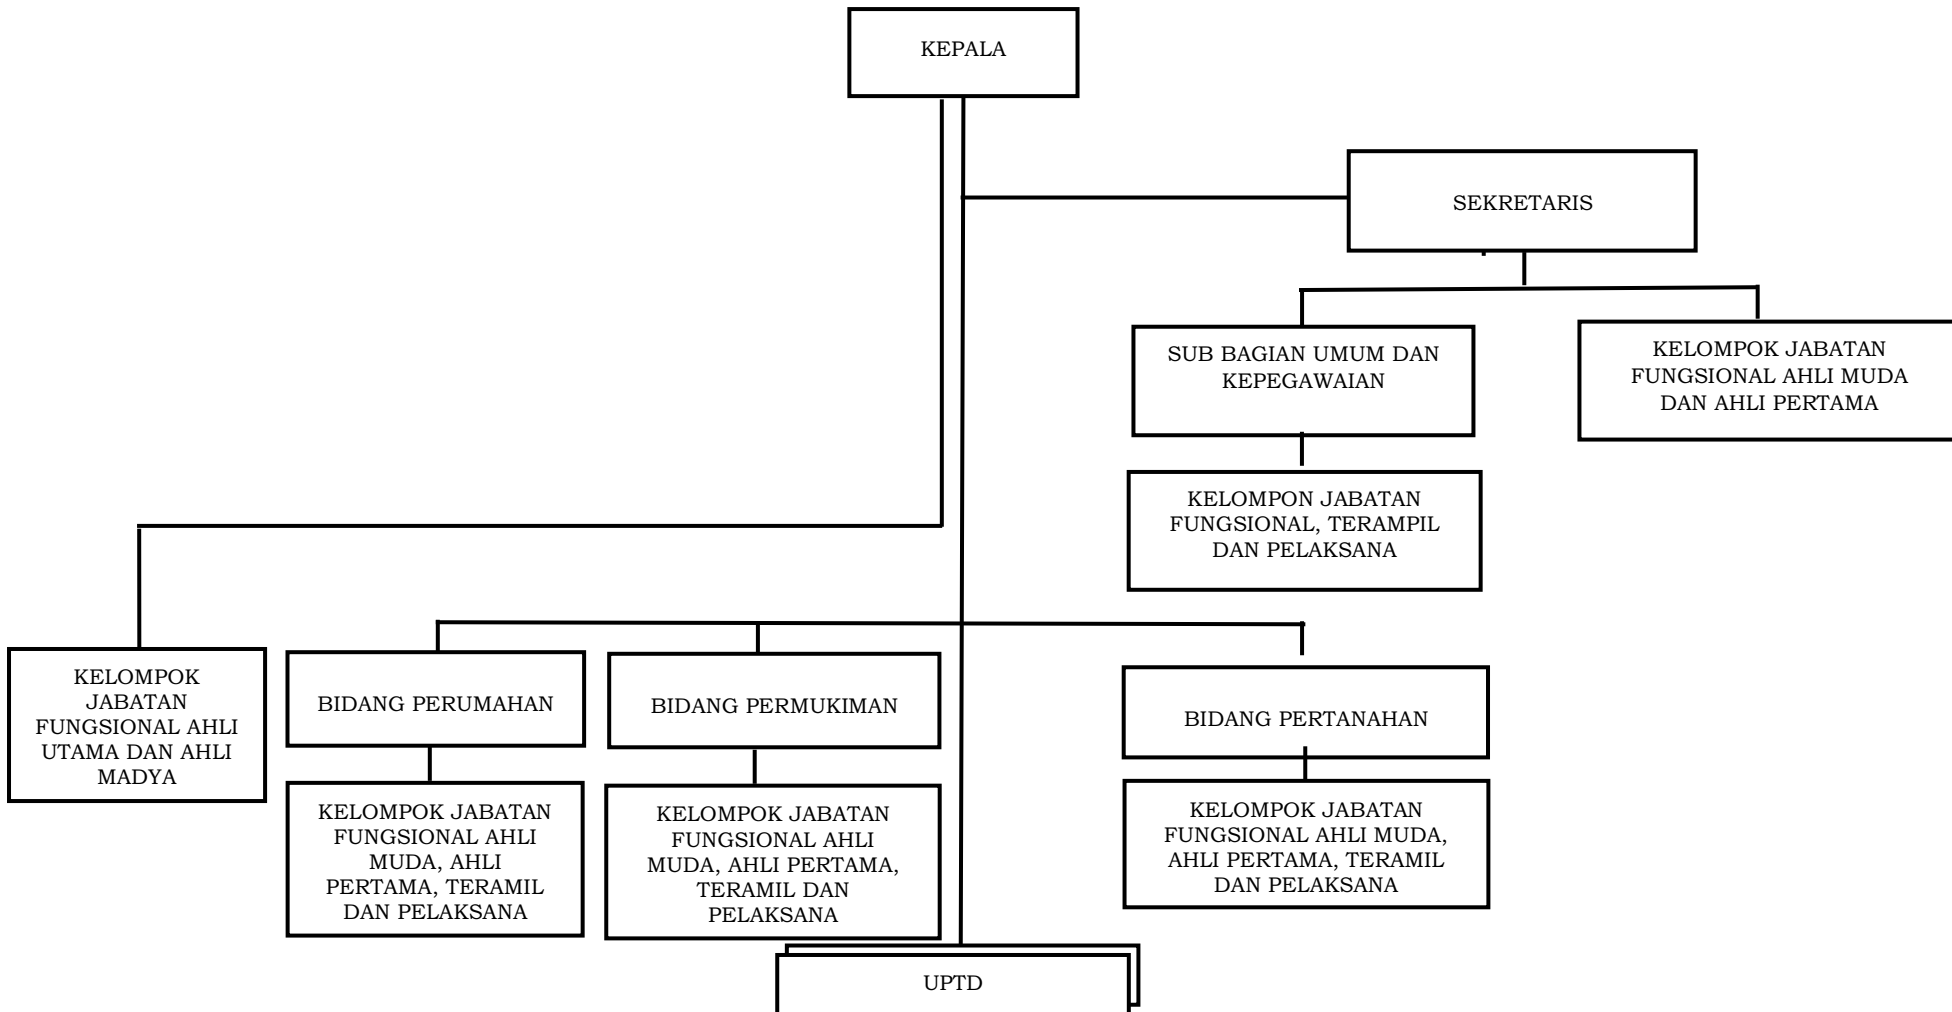 KEPALA
SEKRETARIS
SUB BAGIAN UMUM DAN
KEPEGAWAIAN
KELOMPOK JABATAN
FUNGSIONAL AHLI MUDA
DAN AHLI PERTAMA
KELOMPON JABATAN
FUNGSIONAL, TERAMPIL
DAN PELAKSANA
KELOMPOK
JABATAN
FUNGSIONAL AHLI
UTAMA DAN AHLI
MADYA
BIDANG PERUMAHAN
BIDANG PERMUKIMAN
BIDANG PERTANAHAN
KELOMPOK JABATAN
FUNGSIONAL AHLI
MUDA, AHLI
PERTAMA, TERAMIL
DAN PELAKSANA
KELOMPOK JABATAN
FUNGSIONAL AHLI
MUDA, AHLI PERTAMA,
TERAMIL DAN
PELAKSANA
KELOMPOK JABATAN
FUNGSIONAL AHLI MUDA,
AHLI PERTAMA, TERAMIL
DAN PELAKSANA
UPTD